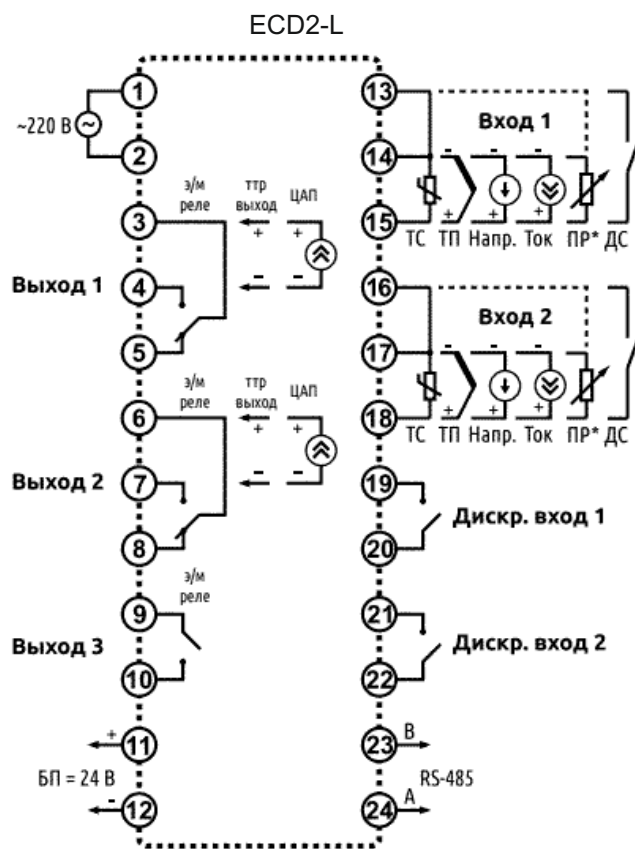 ECD2-L
1
13
~220 В
Вход 1
2
14
э/м реле
ттр выход
ЦАП
3
15
+ +
- -
- - -
+ + +
ТС ТП Напр. Ток ПР* ДС
Выход 1
4
16
5
17
Вход 2
э/м реле
ттр выход
ЦАП
6
18
+ +
- -
- - -
+ + +
ТС ТП Напр. Ток ПР* ДС
Выход 2
7
19
Дискр. вход 1
8
20
э/м
реле
9
21
Выход 3
Дискр. вход 2
10
22
+
11
23
B
БП = 24 В
RS-485
-
12
24
A